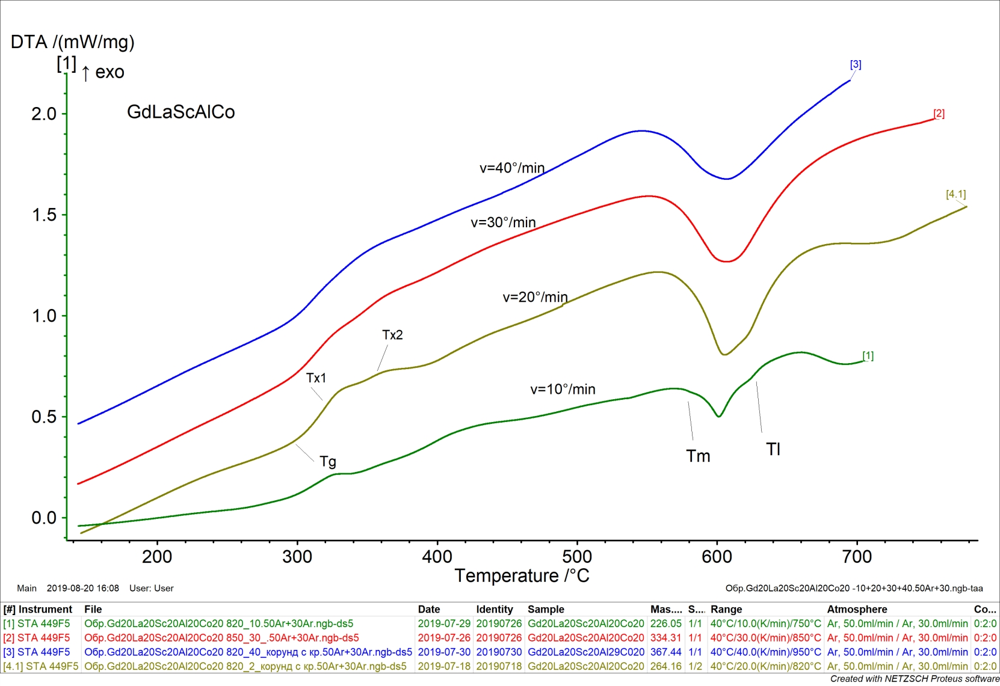 DTA /(mW/mg)
[1] ↑ exo
GdLaScAlCo
[3]
[2]
[4.1]
[1]
v=40°/min
v=30°/min
v=20°/min
v=10°/min
Tx2
Tx1
Tg
Tm
Tl
2.0
1.5
1.0
0.5
0.0
200 300 400 500 600 700
Temperature /°C
Main 2019-08-20 16:08 User: User
Обр.Gd20La20Sc20Al20Co20 -10+20+30+40.50Ar+30.ngb-taa
[#] Instrument File Date Identity Sample Mas.... S.... Range Atmosphere Co...
[1] STA 449F5 Обр.Gd20La20Sc20Al20Co20 820_10.50Ar+30Ar.ngb-ds5 2019-07-29 20190726 Gd20La20Sc20Al20Co20 226.05 1/1 40°C/10.0(K/min)/750°C Ar, 50.0ml/min / Ar, 30.0ml/min 0:2:0
[2] STA 449F5 Обр.Gd20La20Sc20Al20Co20 850_30_.50Ar+30Ar.ngb-ds5 2019-07-26 20190726 Gd20La20Sc20Al20Co20 334.31 1/1 40°C/30.0(K/min)/850°C Ar, 50.0ml/min / Ar, 30.0ml/min 0:2:0
[3] STA 449F5 Обр.Gd20La20Sc20Al20Co20 820_40_корунд с кр.50Ar+30Ar.ngb-ds5 2019-07-30 20190730 Gd20La20Sc20Al29C020 367.44 1/1 40°C/40.0(K/min)/950°C Ar, 50.0ml/min / Ar, 30.0ml/min 0:2:0
[4.1] STA 449F5 Обр.Gd20La20Sc20Al20Co20 820_2_корунд с кр.50Ar+30Ar.ngb-ds5 2019-07-18 20190718 Gd20La20Sc20Al20Co20 264.16 1/2 40°C/20.0(K/min)/820°C Ar, 50.0ml/min / Ar, 30.0ml/min 0:2:0
Created with NETZSCH Proteus software